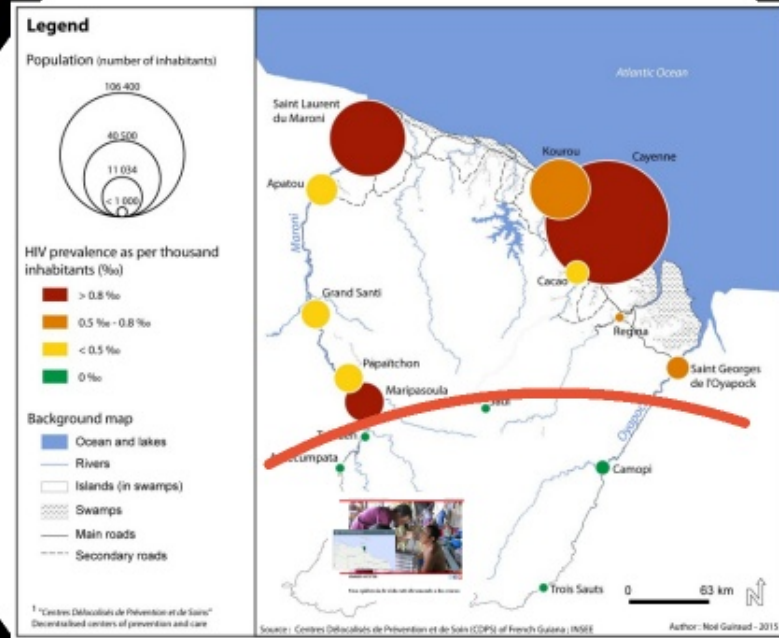 Legend
Population (number of inhabitants)
106 400
40 500
11 034
< 1 000
HIV prevalence as per thousand
inhabitants (‰)
> 0.8 ‰
0.5 ‰ - 0.8 ‰
< 0.5 ‰
0 ‰
Background map
Ocean and lakes
Rivers
Islands (in swamps)
Swamps
Main roads
Secondary roads
1 "Centres Délocalisés de Prévention et de Soins"
Decentralised centers of prevention and care
Atlantic Ocean
Saint Laurent
du Maroni
Kourou
Cayenne
Apatou
Maroni
Cacao
Grand Santi
Regina
Papaïtchon
Saint Georges
de l'Oyapock
Maripasoula
Oyapock
Camopi
Trois Sauts
0 63 km
N
Source : Centres Délocalisés de Prévention et de Soin (CDPS) of French Guiana ; INSEE
Author : Noé Guiraud - 2015